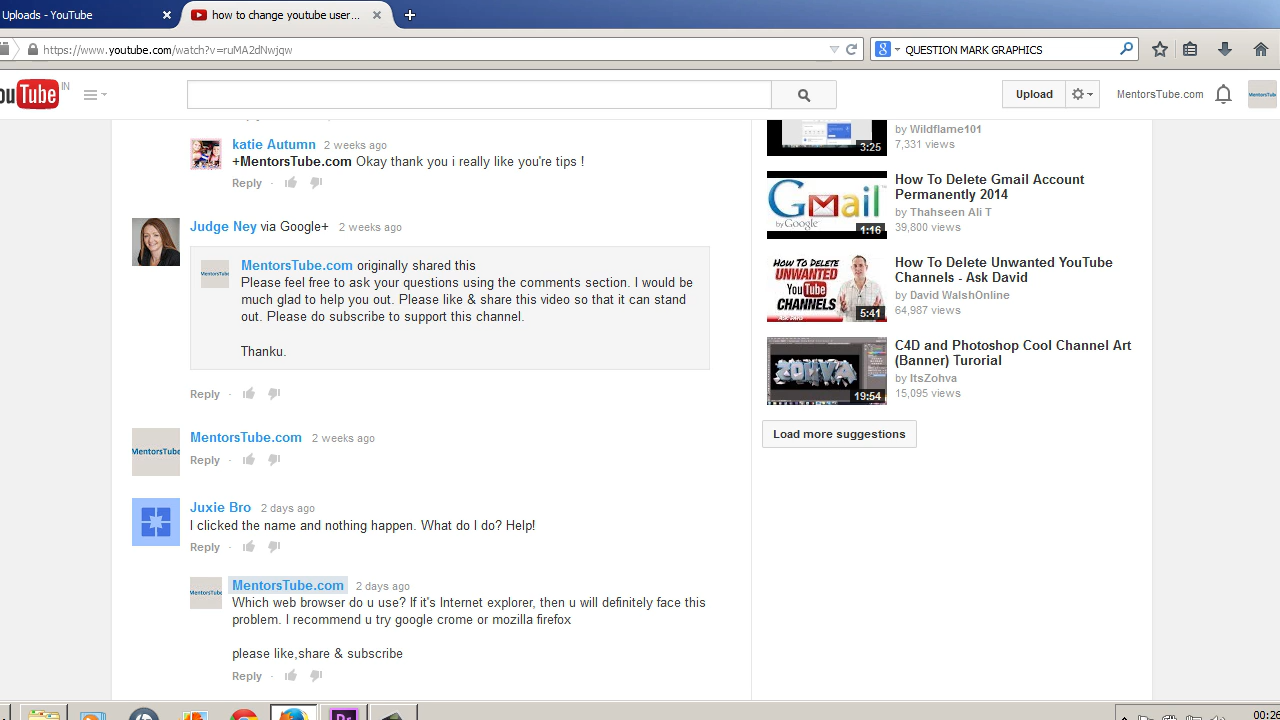 Uploads - YouTube
how to change youtube user...
https://www.youtube.com/watch?v=ruMA2dNwjqw
QUESTION MARK GRAPHICS
ouTube IN
Upload
MentorsTube.com
katie Autumn 2 weeks ago
+MentorsTube.com Okay thank you i really like you're tips !
Reply
Judge Ney via Google+ 2 weeks ago
MentorsTube.com originally shared this
Please feel free to ask your questions using the comments section. I would be
much glad to help you out. Please like & share this video so that it can stand
out. Please do subscribe to support this channel.
Thanku.
Reply
MentorsTube
MentorsTube.com 2 weeks ago
Reply
Juxie Bro 2 days ago
I clicked the name and nothing happen. What do I do? Help!
Reply
MentorsTube.com 2 days ago
Which web browser do u use? If it's Internet explorer, then u will definitely face this
problem. I recommend u try google crome or mozilla firefox
please like,share & subscribe
Reply
3:25
by Wildflame101
7,331 views
Gmail
by Google
1:16
How To Delete Gmail Account
Permanently 2014
by Thahseen Ali T
39,800 views
HOW TO DELETE
UNWANTED
YouTube
CHANNELS
5:41
How To Delete Unwanted YouTube
Channels - Ask David
by David WalshOnline
64,987 views
ZOHVA
19:54
C4D and Photoshop Cool Channel Art
(Banner) Turorial
by ItsZohva
15,095 views
Load more suggestions
00:26